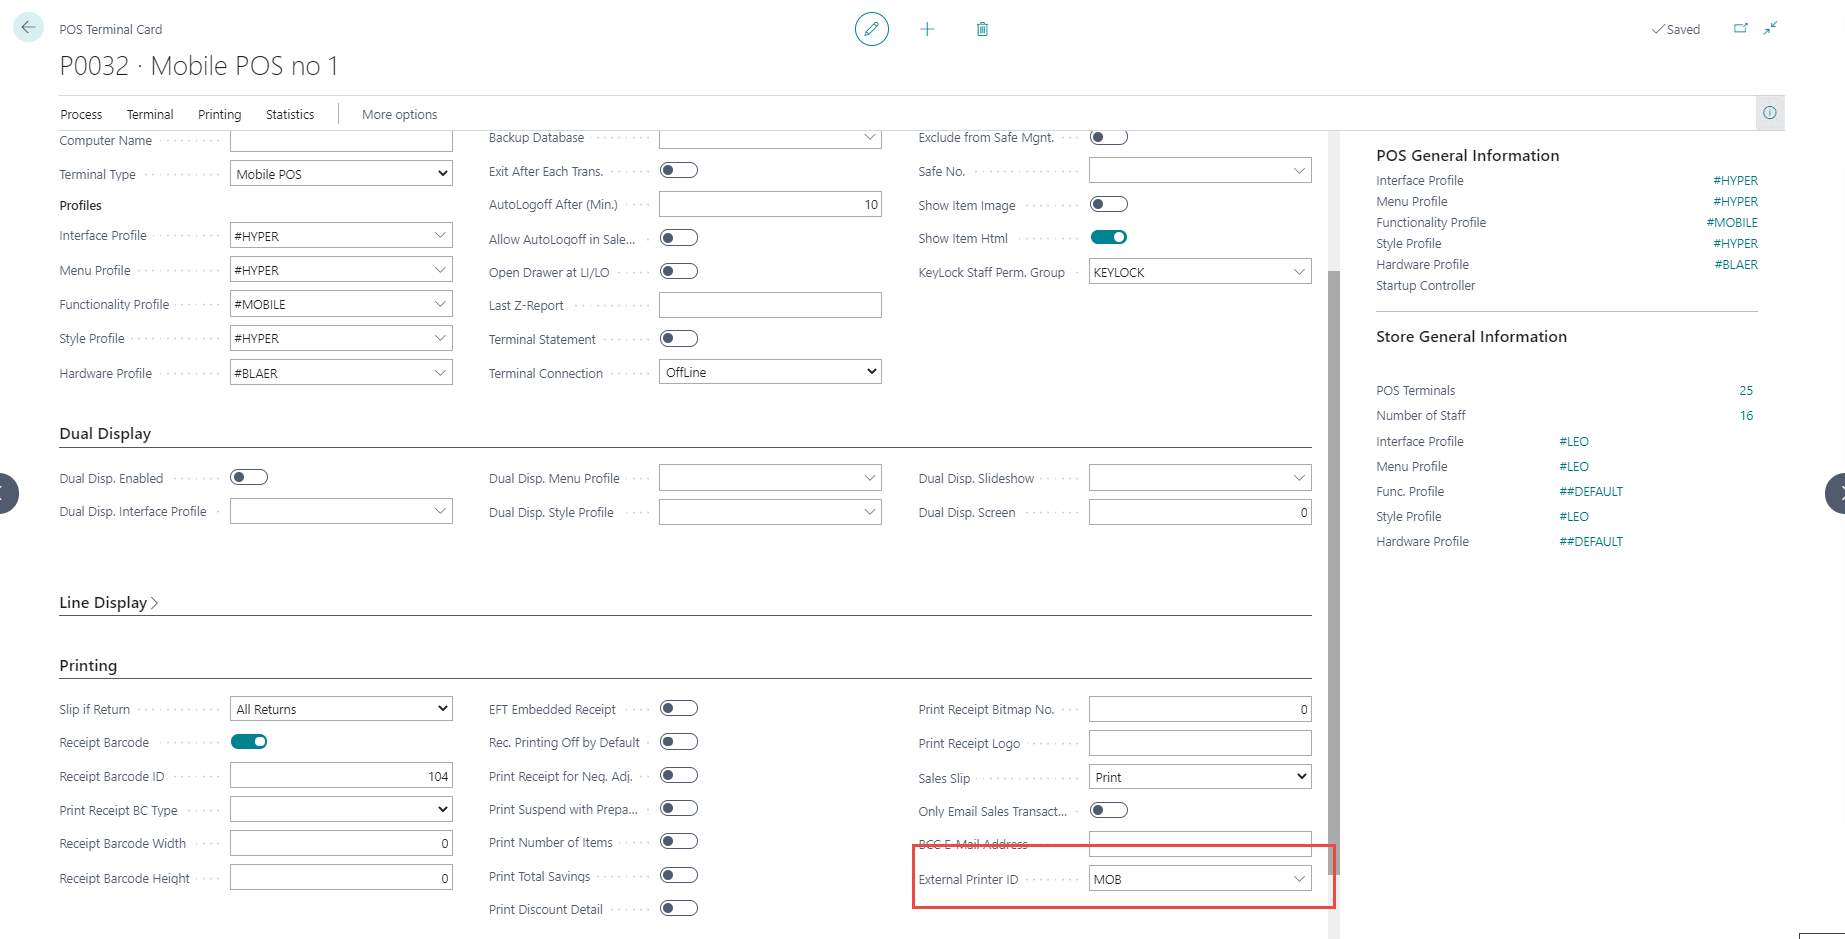 POS Terminal Card
Saved
P0032 · Mobile POS no 1
Process Terminal Printing Statistics More options
Computer Name
Terminal Type Mobile POS
Profiles
Interface Profile #HYPER
Menu Profile #HYPER
Functionality Profile #MOBILE
Style Profile #HYPER
Hardware Profile #BLAER
Backup Database
Exit After Each Trans.
AutoLogoff After (Min.) 10
Allow AutoLogoff in Sale...
Open Drawer at LI/LO
Last Z-Report
Terminal Statement
Terminal Connection OffLine
Exclude from Safe Mgnt.
Safe No.
Show Item Image
Show Item Html
KeyLock Staff Perm. Group KEYLOCK
Dual Display
Dual Disp. Enabled
Dual Disp. Interface Profile
Dual Disp. Menu Profile
Dual Disp. Style Profile
Dual Disp. Slideshow
Dual Disp. Screen 0
Line Display
Printing
Slip if Return All Returns
Receipt Barcode
Receipt Barcode ID 104
Print Receipt BC Type
Receipt Barcode Width 0
Receipt Barcode Height 0
EFT Embedded Receipt
Rec. Printing Off by Default
Print Receipt for Neg. Adj.
Print Suspend with Prepa...
Print Number of Items
Print Total Savings
Print Discount Detail
Print Receipt Bitmap No. 0
Print Receipt Logo
Sales Slip Print
Only Email Sales Transact...
BCC E-Mail Address
External Printer ID MOB
POS General Information
Interface Profile #HYPER
Menu Profile #HYPER
Functionality Profile #MOBILE
Style Profile #HYPER
Hardware Profile #BLAER
Startup Controller
Store General Information
POS Terminals 25
Number of Staff 16
Interface Profile #LEO
Menu Profile #LEO
Func. Profile ##DEFAULT
Style Profile #LEO
Hardware Profile ##DEFAULT